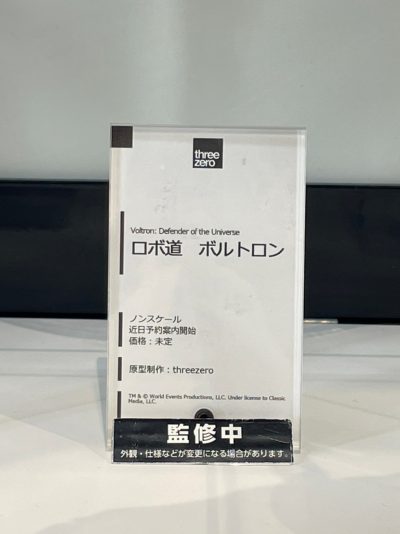 three
zero
Voltron: Defender of the Universe
ロボ道　ボルトロン
ノンスケール
近日予約案内開始
価格：未定
原型制作：threezero
TM & © World Events Productions, LLC. Under license to Classic
Media, LLC.
監修中
外観・仕様などが変更になる場合があります。